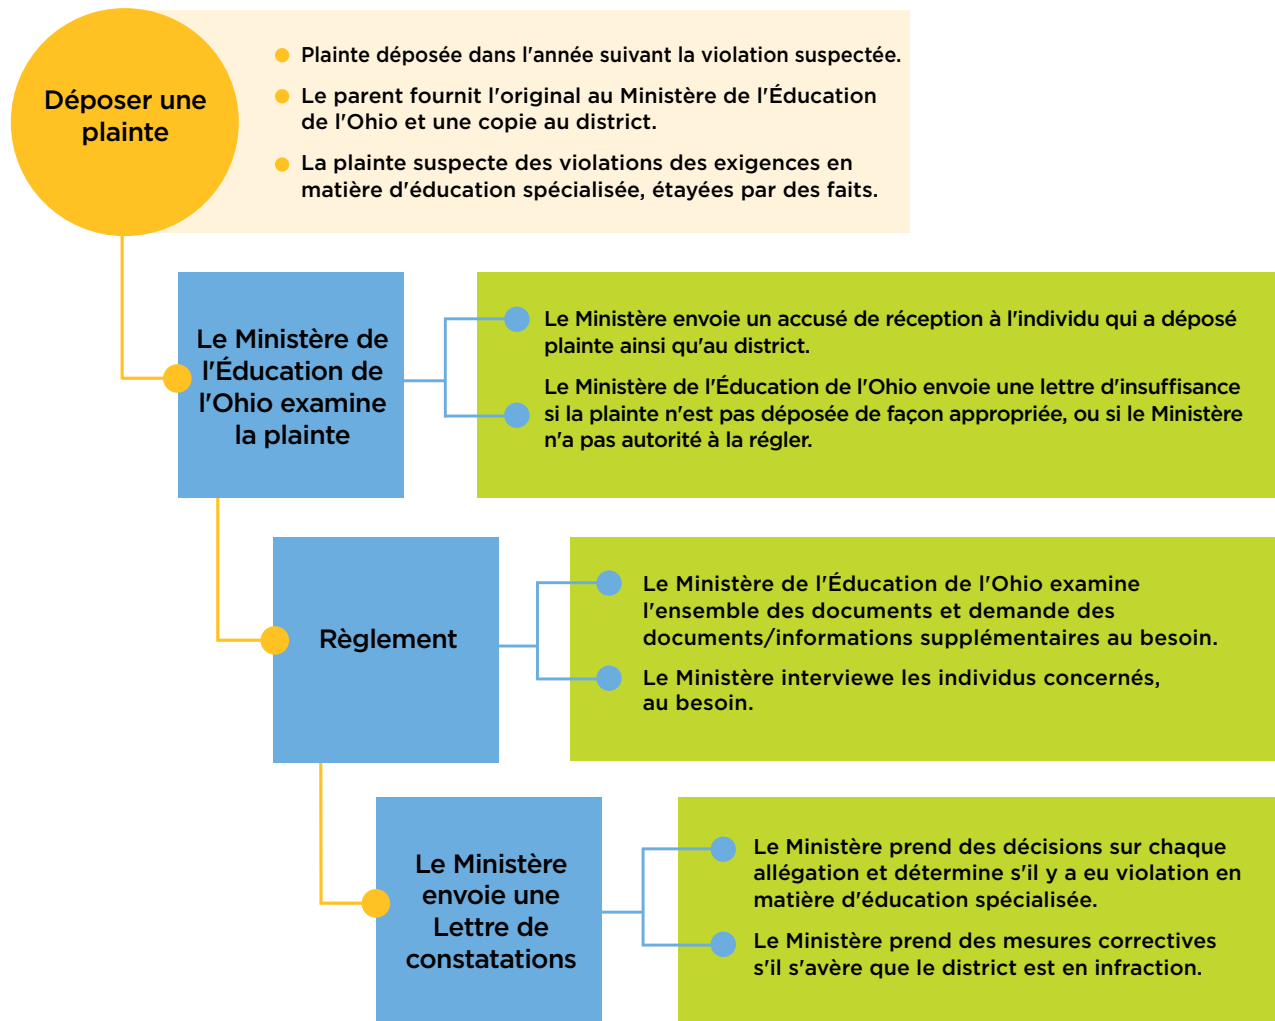 Déposer une
plainte
Plainte déposée dans l'année suivant la violation suspectée.
Le parent fournit l'original au Ministère de l'Éducation
de l'Ohio et une copie au district.
La plainte suspecte des violations des exigences en
matière d'éducation spécialisée, étayées par des faits.
Le Ministère de
l'Éducation de
l'Ohio examine
la plainte
Le Ministère envoie un accusé de réception à l'individu qui a déposé
plainte ainsi qu'au district.
Le Ministère de l'Éducation de l'Ohio envoie une lettre d'insuffisance
si la plainte n'est pas déposée de façon appropriée, ou si le Ministère
n'a pas autorité à la régler.
Règlement
Le Ministère de l'Éducation de l'Ohio examine
l'ensemble des documents et demande des
documents/informations supplémentaires au besoin.
Le Ministère interviewe les individus concernés,
au besoin.
Le Ministère
envoie une
Lettre de
constatations
Le Ministère prend des décisions sur chaque
allégation et détermine s'il y a eu violation en
matière d'éducation spécialisée.
Le Ministère prend des mesures correctives
s'il s'avère que le district est en infraction.